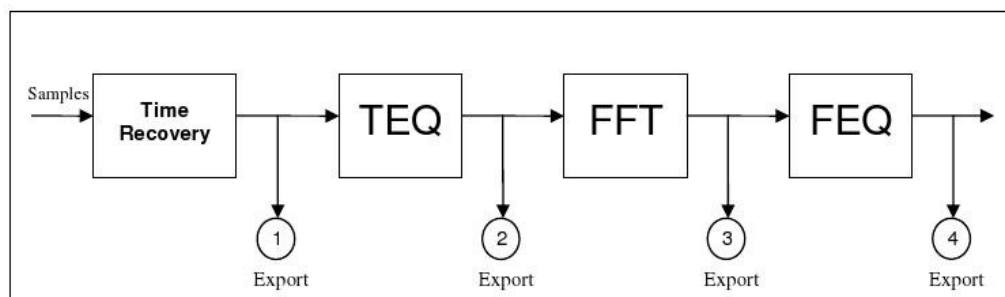 Samples
Time
Recovery
TEQ
FFT
FEQ
1
2
3
4
Export
Export
Export
Export